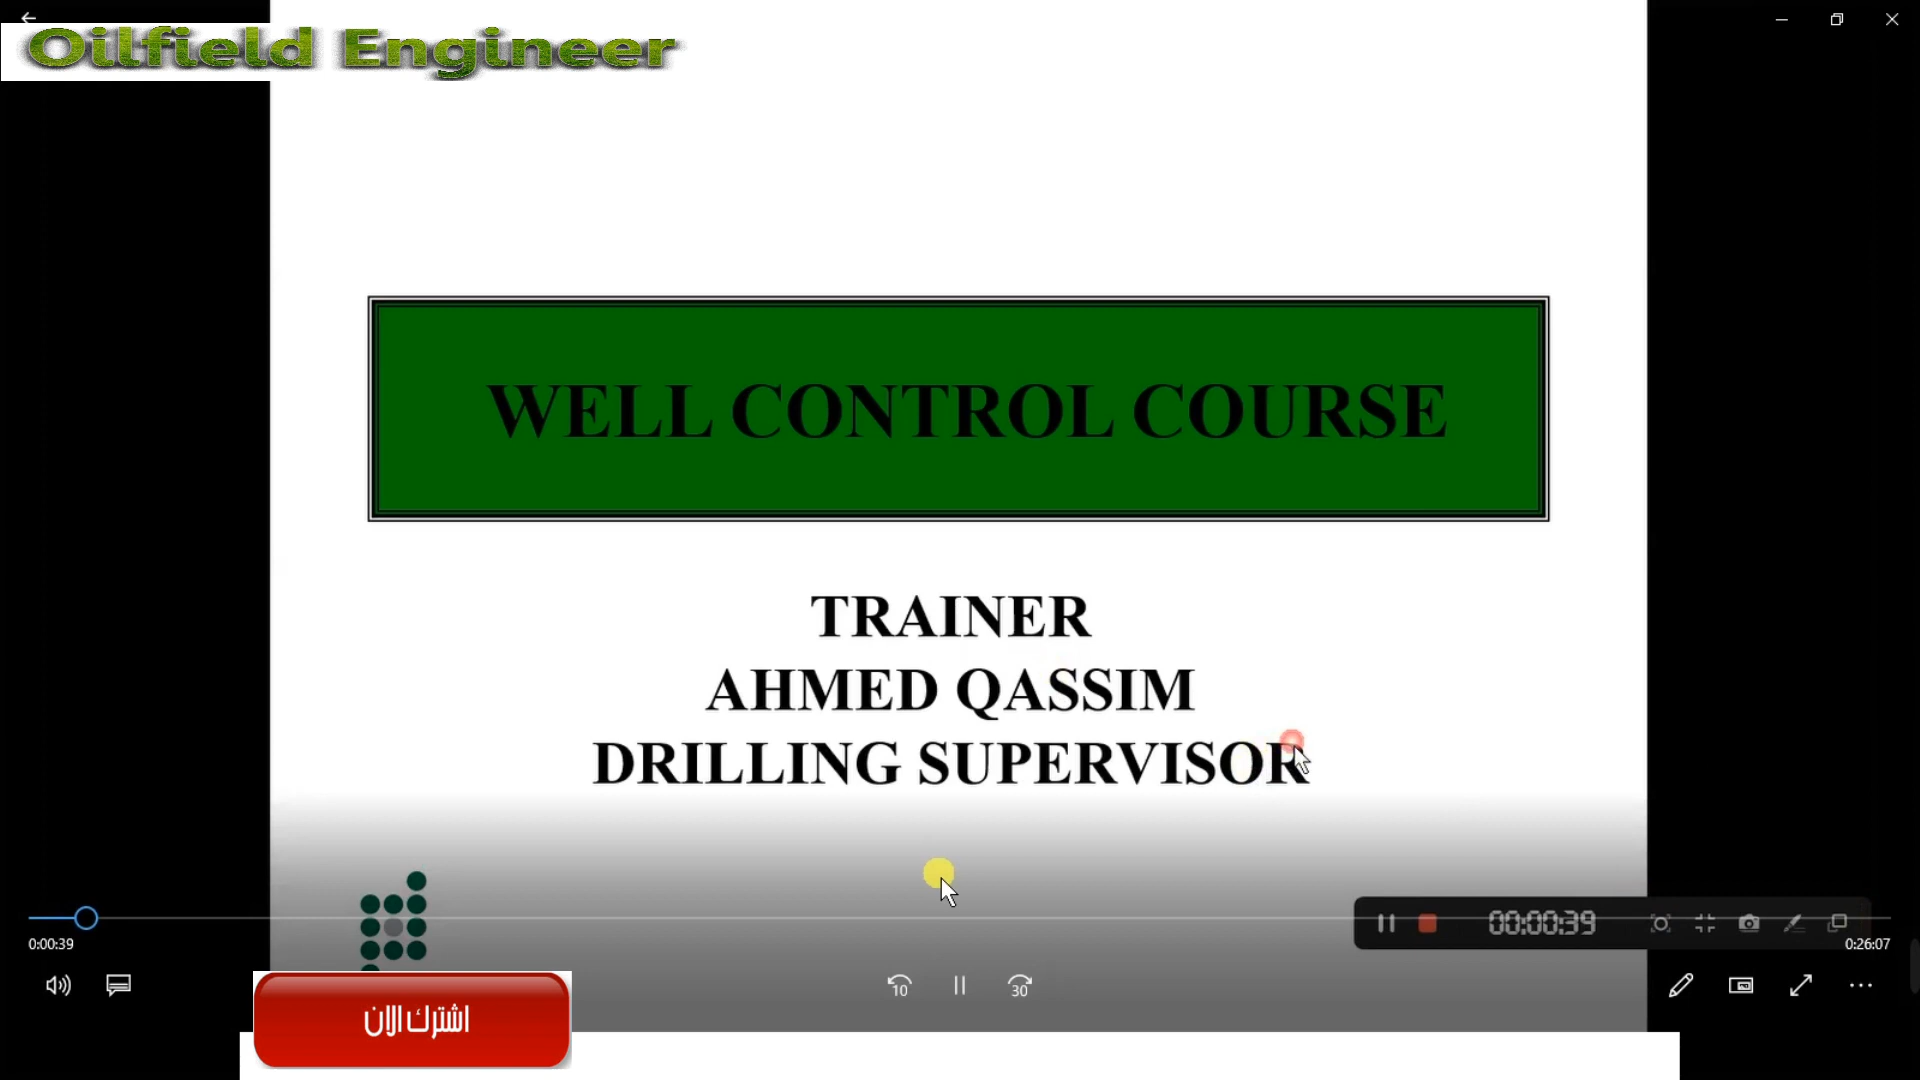 Oilfield Engineer
WELL CONTROL COURSE
TRAINER
AHMED QASSIM
DRILLING SUPERVISOR
00:00:39
0:00:39
0:26:07
10
30
اشترك الان